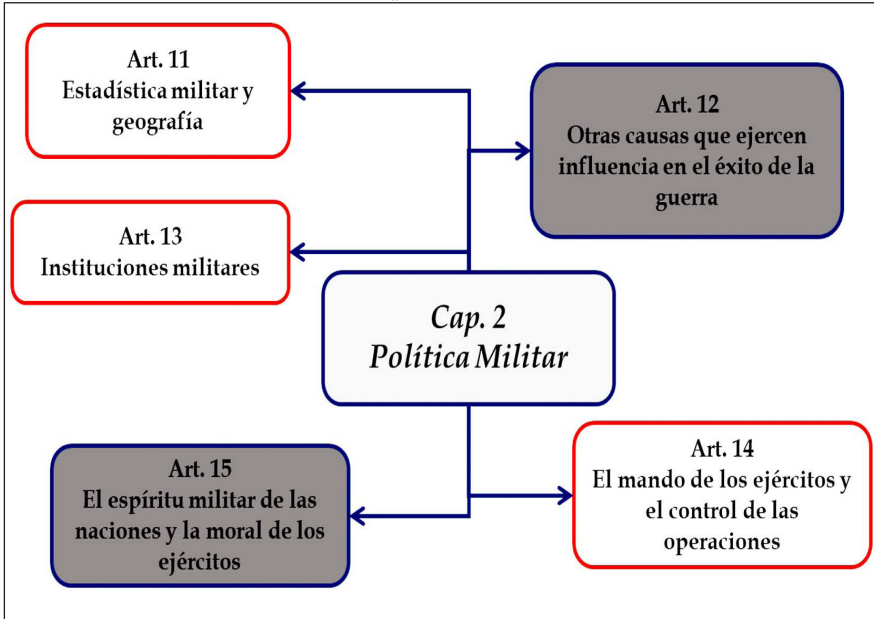 Art. 11
Estadística militar y
geografía
Art. 12
Otras causas que ejercen
influencia en el éxito de la
guerra
Art. 13
Instituciones militares
Cap. 2
Política Militar
Art. 15
El espíritu militar de las
naciones y la moral de los
ejércitos
Art. 14
El mando de los ejércitos y
el control de las
operaciones